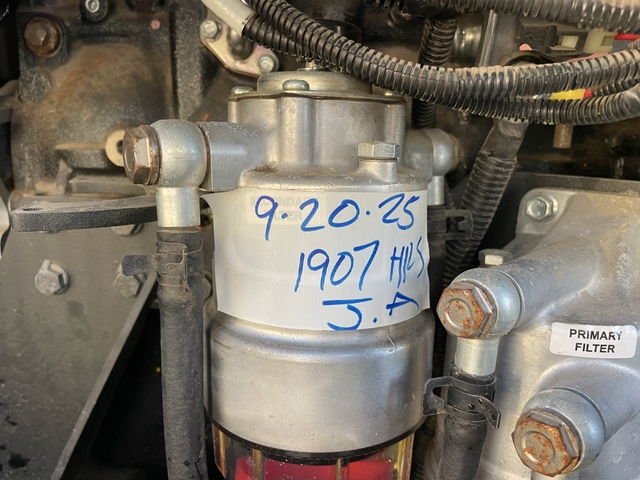 9.20.25
1907 HRS
J.A
PRIMARY
FILTER